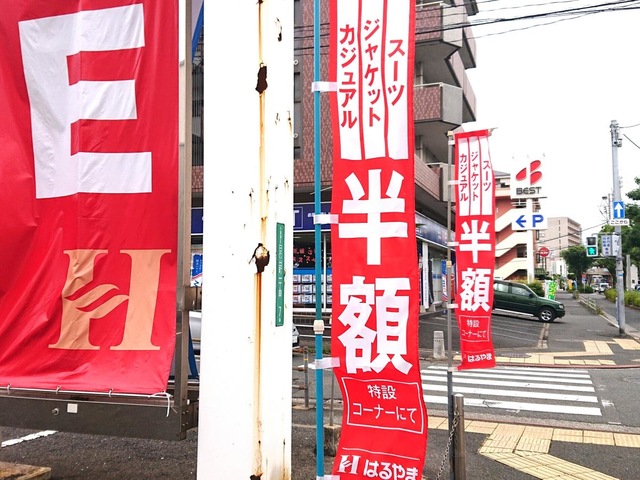 E
H
スーツ
ジャケット
カジュアル
半額
特設
コーナーにて
H はるやま
スーツ
ジャケット
カジュアル
半額
特設
コーナーにて
はるやま
BEST
P